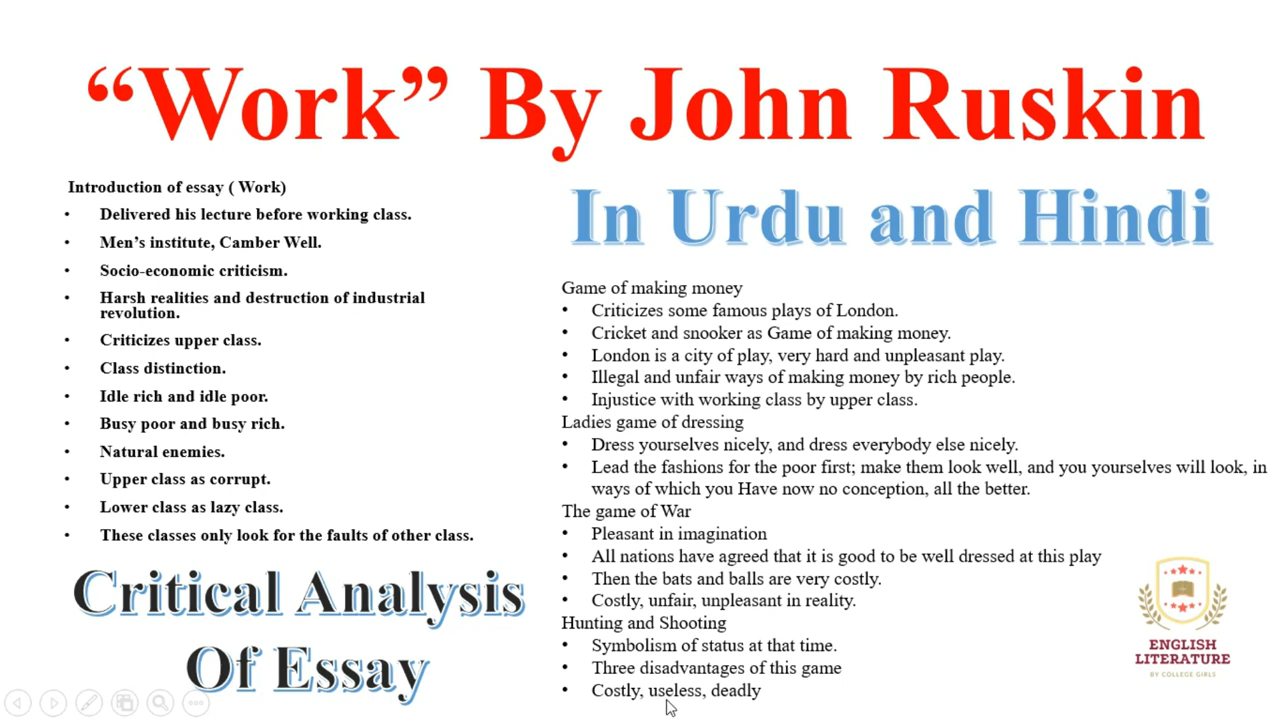 “Work” By John Ruskin
Introduction of essay ( Work)
• Delivered his lecture before working class.
• Men’s institute, Camber Well.
• Socio-economic criticism.
• Harsh realities and destruction of industrial
revolution.
• Criticizes upper class.
• Class distinction.
• Idle rich and idle poor.
• Busy poor and busy rich.
• Natural enemies.
• Upper class as corrupt.
• Lower class as lazy class.
• These classes only look for the faults of other class.
Critical Analysis
Of Essay
In Urdu and Hindi
Game of making money
• Criticizes some famous plays of London.
• Cricket and snooker as Game of making money.
• London is a city of play, very hard and unpleasant play.
• Illegal and unfair ways of making money by rich people.
• Injustice with working class by upper class.
Ladies game of dressing
• Dress yourselves nicely, and dress everybody else nicely.
• Lead the fashions for the poor first; make them look well, and you yourselves will look, in
ways of which you Have now no conception, all the better.
The game of War
• Pleasant in imagination
• All nations have agreed that it is good to be well dressed at this play
• Then the bats and balls are very costly.
• Costly, unfair, unpleasant in reality.
Hunting and Shooting
• Symbolism of status at that time.
• Three disadvantages of this game
• Costly, useless, deadly
ENGLISH
LITERATURE
BY COLLEGE GIRLS